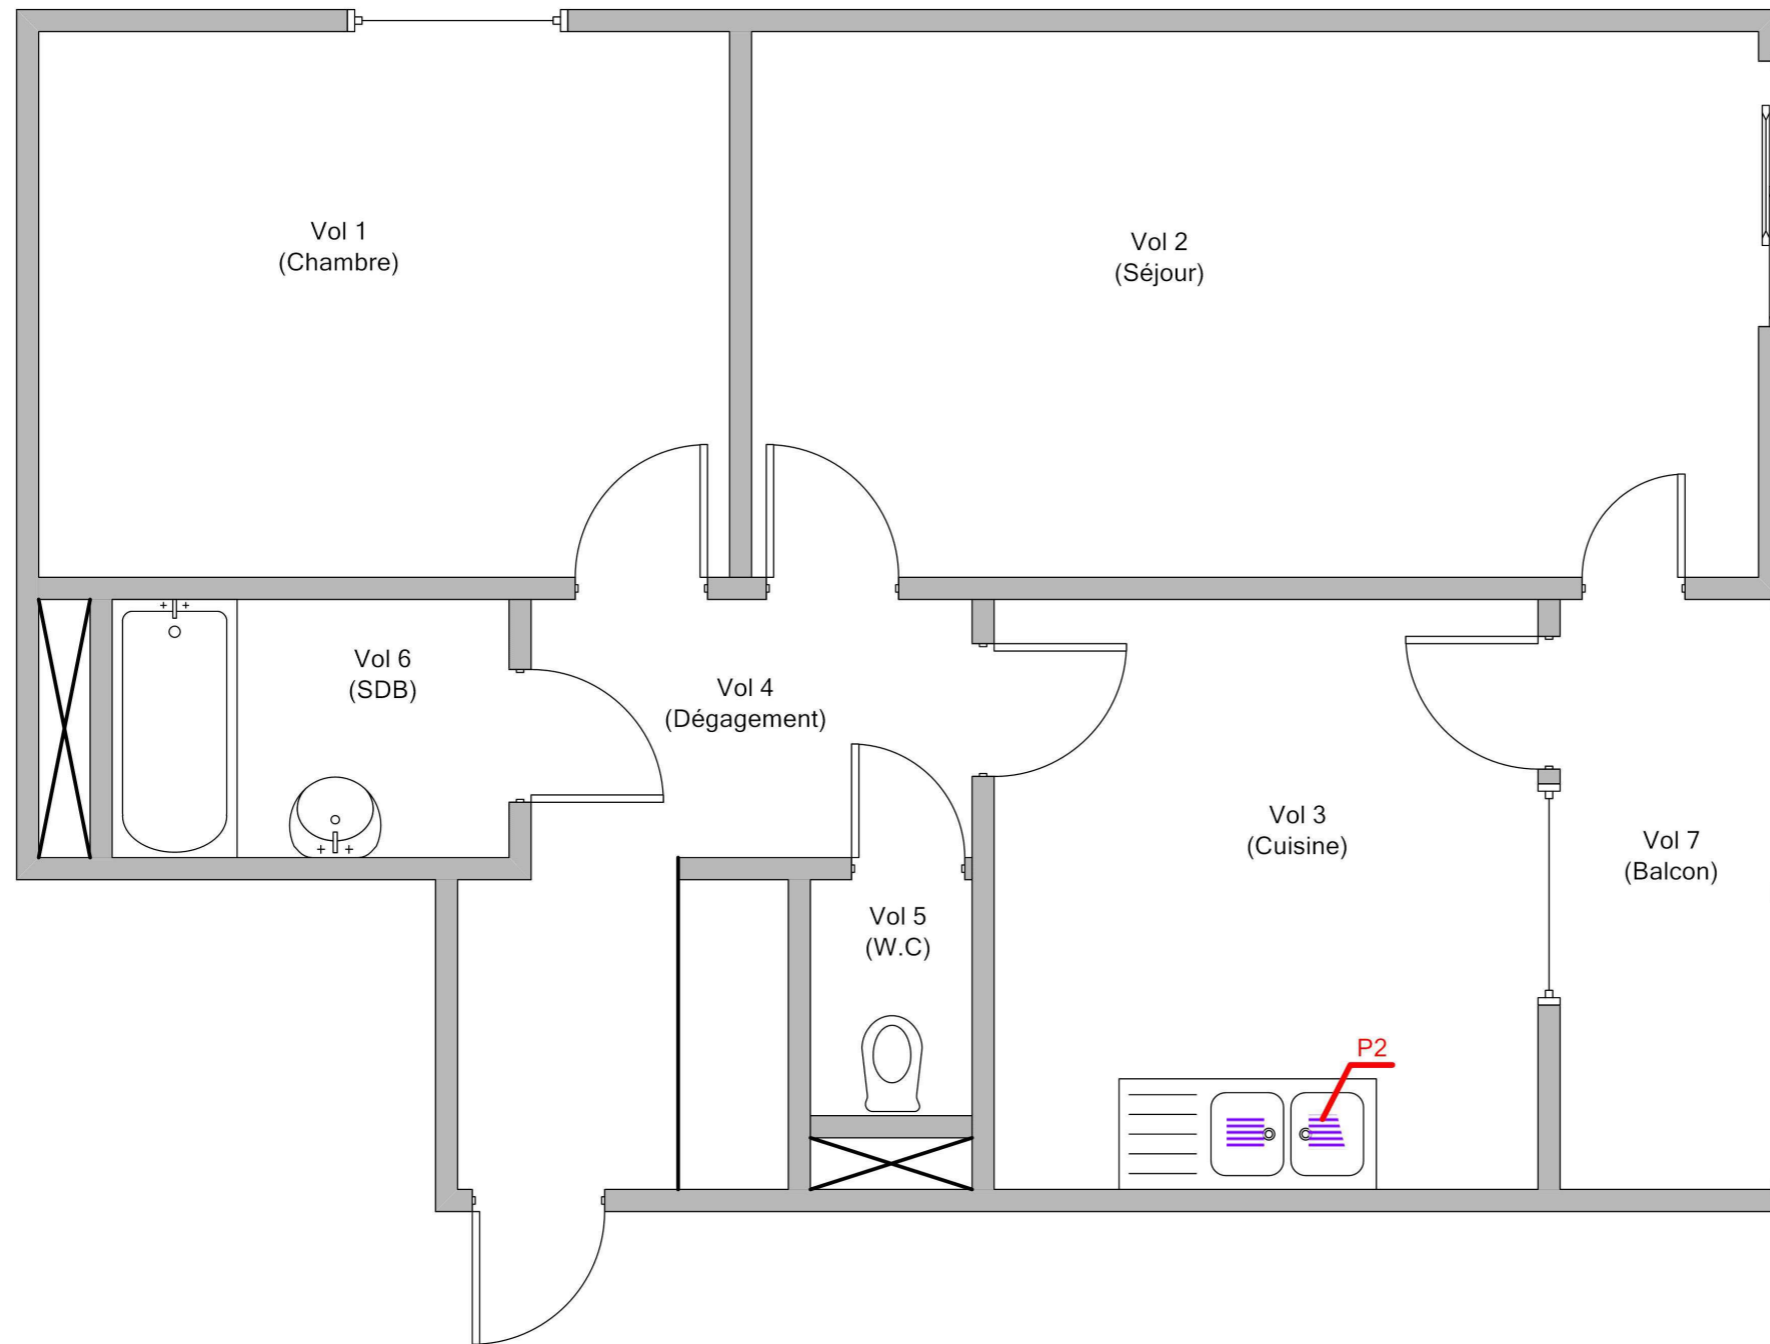 Vol 1
(Chambre)
Vol 2
(Séjour)
Vol 6
(SDB)
Vol 4
(Dégagement)
Vol 3
(Cuisine)
Vol 7
(Balcon)
Vol 5
(W.C)
P2